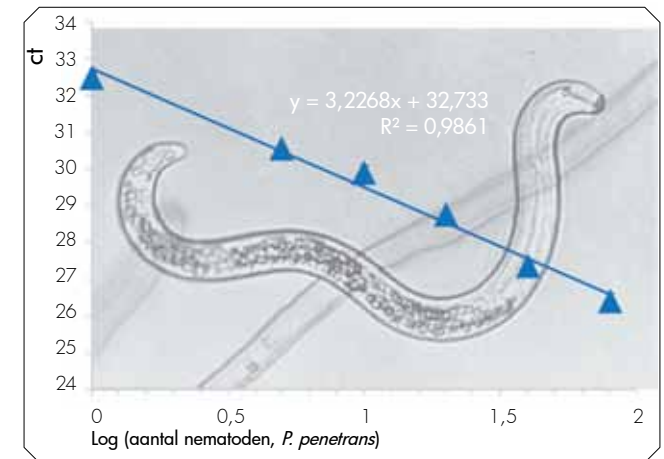 34
ct
33
32
y = 3,2268x + 32,733
R² = 0,9861
31
30
29
28
27
26
25
24
0 0,5 1 1,5 2
Log (aantal nematoden, P. penetrans)